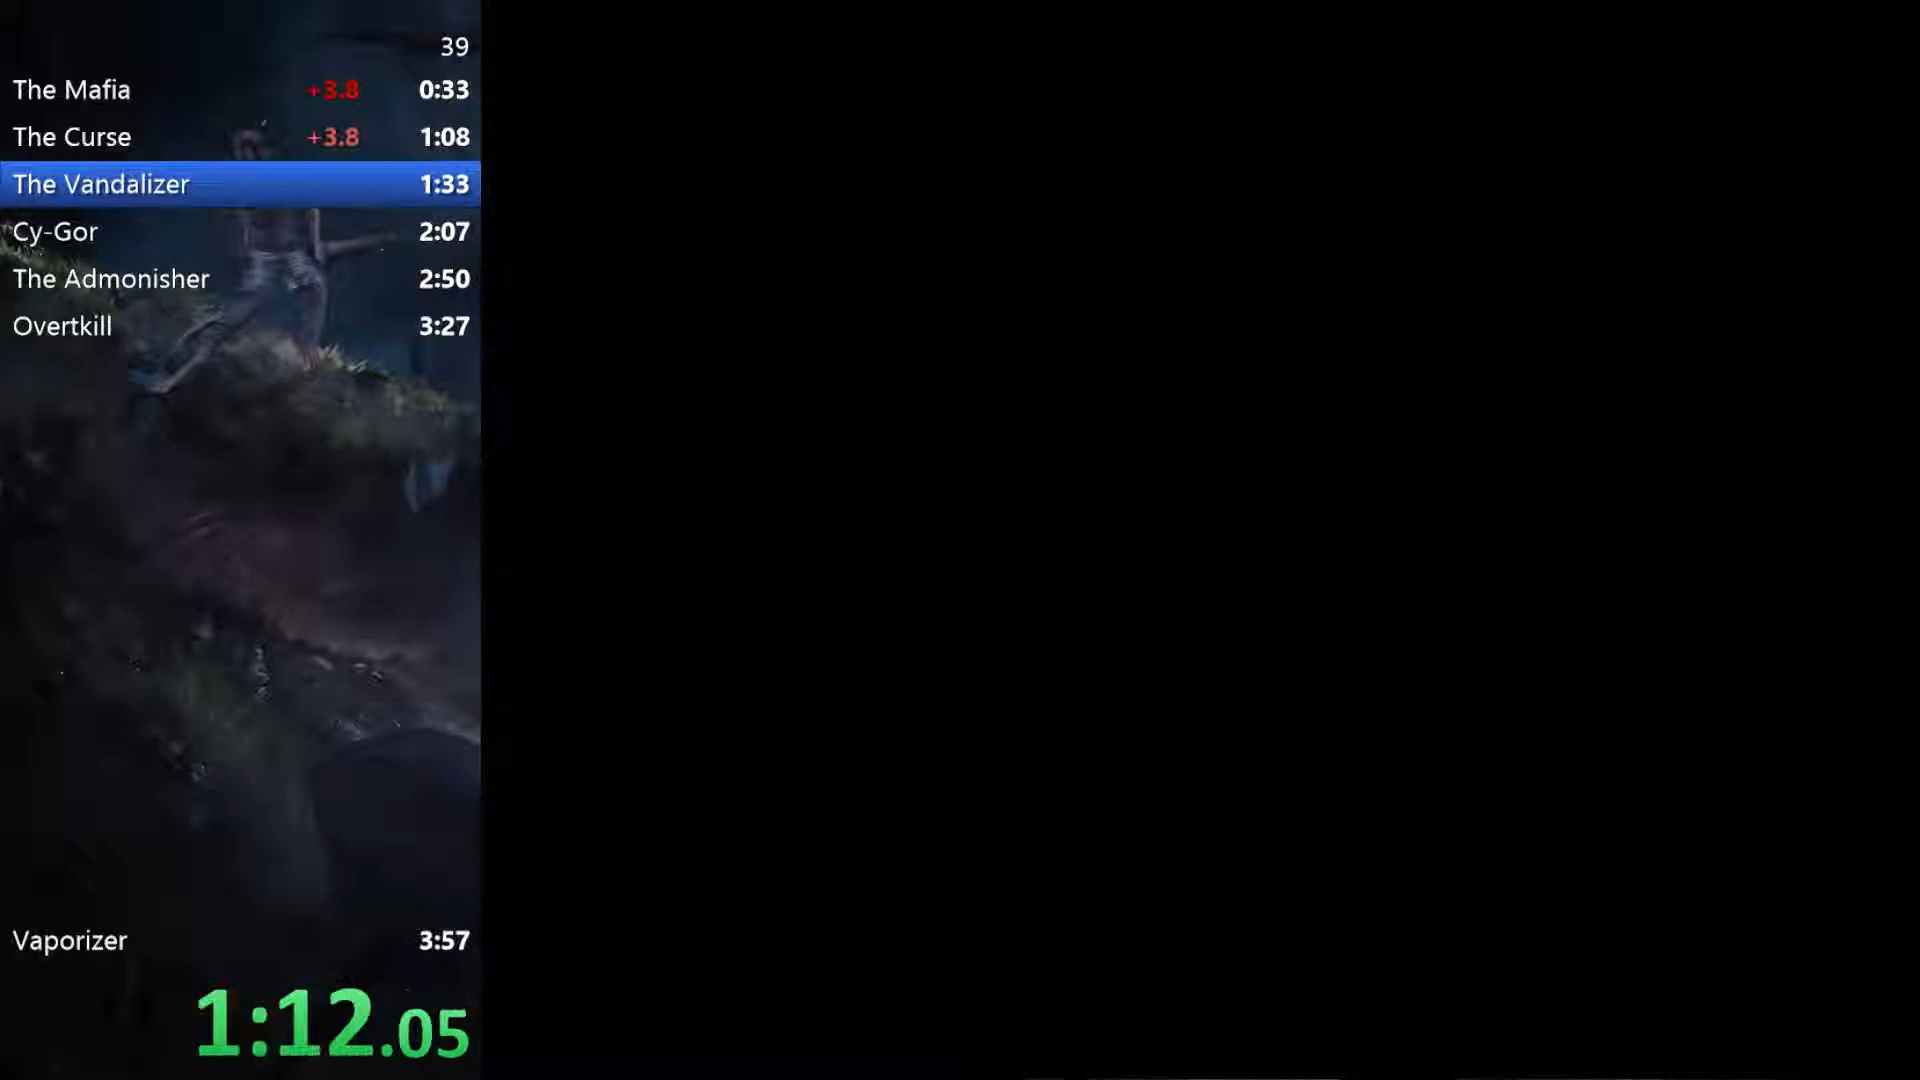 39
The Mafia +3.8 0:33
The Curse +3.8 1:08
The Vandalizer 1:33
Cy-Gor 2:07
The Admonisher 2:50
Overtkill 3:27
Vaporizer 3:57
1:12.05